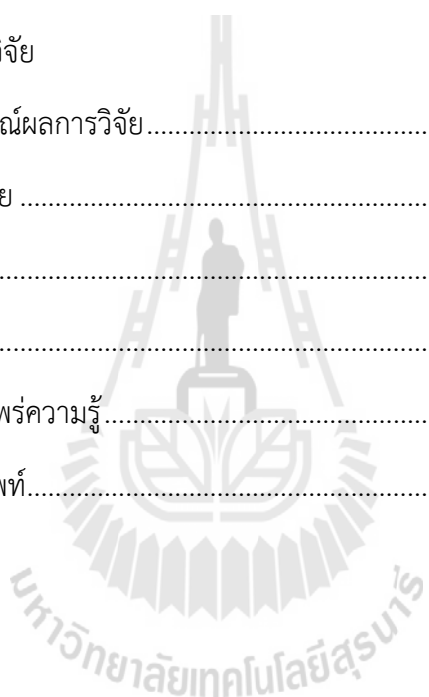 วิจัย
ณ์ผลการวิจัย........................................
ย ........................................
........................................
........................................
พร่ความรู้........................................
พท์........................................
มหาวิทยาลัยเทคโนโลยีสุรนารี